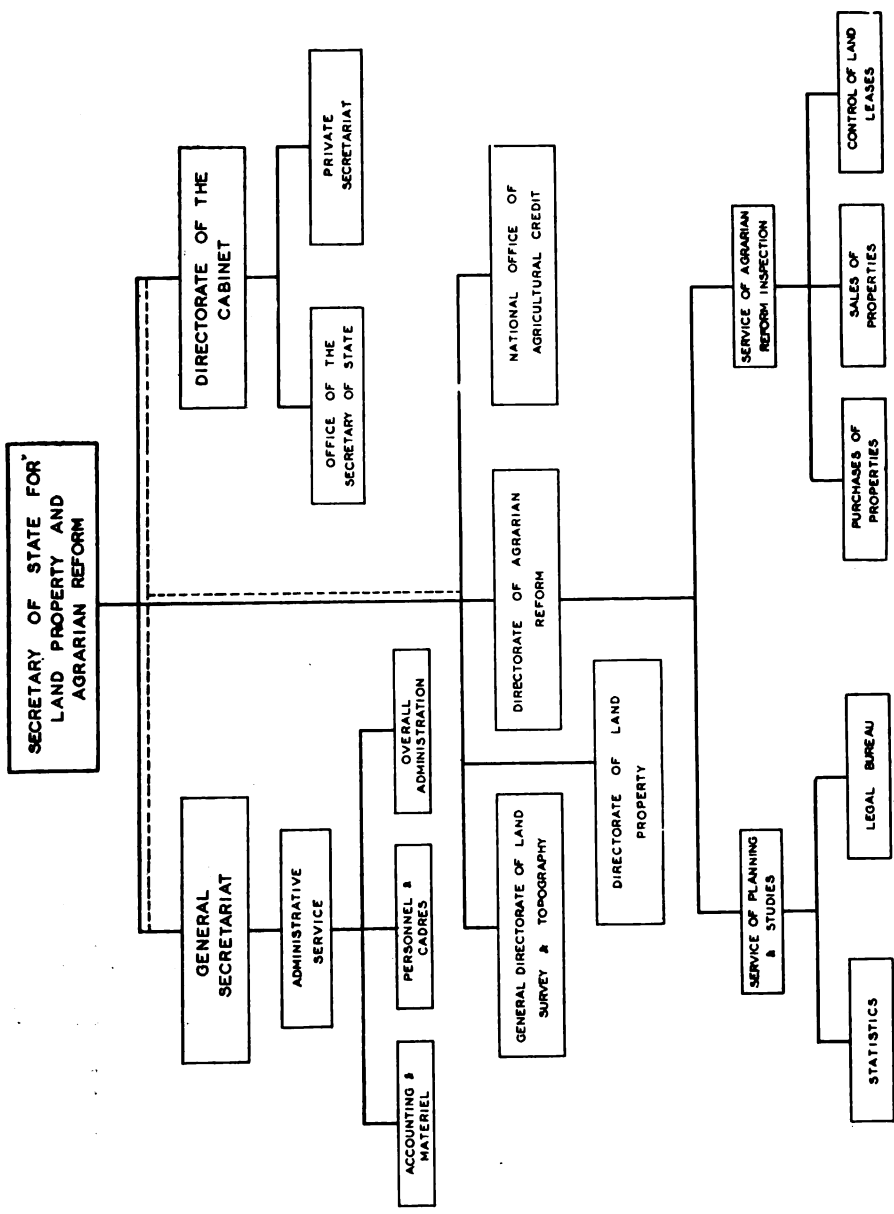 SECRETARY OF STATE FOR
LAND PROPERTY AND
AGRARIAN REFORM
GENERAL
SECRETARIAT
DIRECTORATE OF THE
CABINET
ADMINISTRATIVE
SERVICE
OFFICE OF THE
SECRETARY OF STATE
PRIVATE
SECRETARIAT
ACCOUNTING &
MATERIEL
PERSONNEL &
CADRES
OVERALL
ADMINISTRATION
GENERAL DIRECTORATE OF LAND
SURVEY & TOPOGRAPHY
DIRECTORATE OF AGRARIAN
REFORM
NATIONAL OFFICE OF
AGRICULTURAL CREDIT
DIRECTORATE OF LAND
PROPERTY
SERVICE OF PLANNING
& STUDIES
SERVICE OF AGRARIAN
REFORM INSPECTION
STATISTICS
LEGAL BUREAU
PURCHASES OF
PROPERTIES
SALES OF
PROPERTIES
CONTROL OF LAND
LEASES